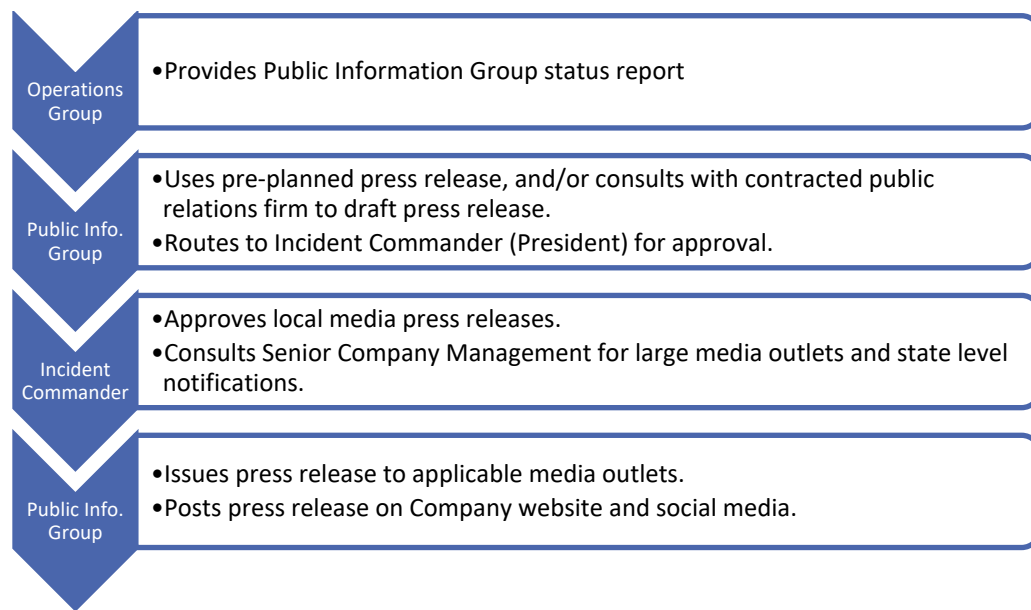 Operations
Group
•Provides Public Information Group status report
Public Info.
Group
•Uses pre-planned press release, and/or consults with contracted public
relations firm to draft press release.
•Routes to Incident Commander (President) for approval.
Incident
Commander
•Approves local media press releases.
•Consults Senior Company Management for large media outlets and state level
notifications.
Public Info.
Group
•Issues press release to applicable media outlets.
•Posts press release on Company website and social media.